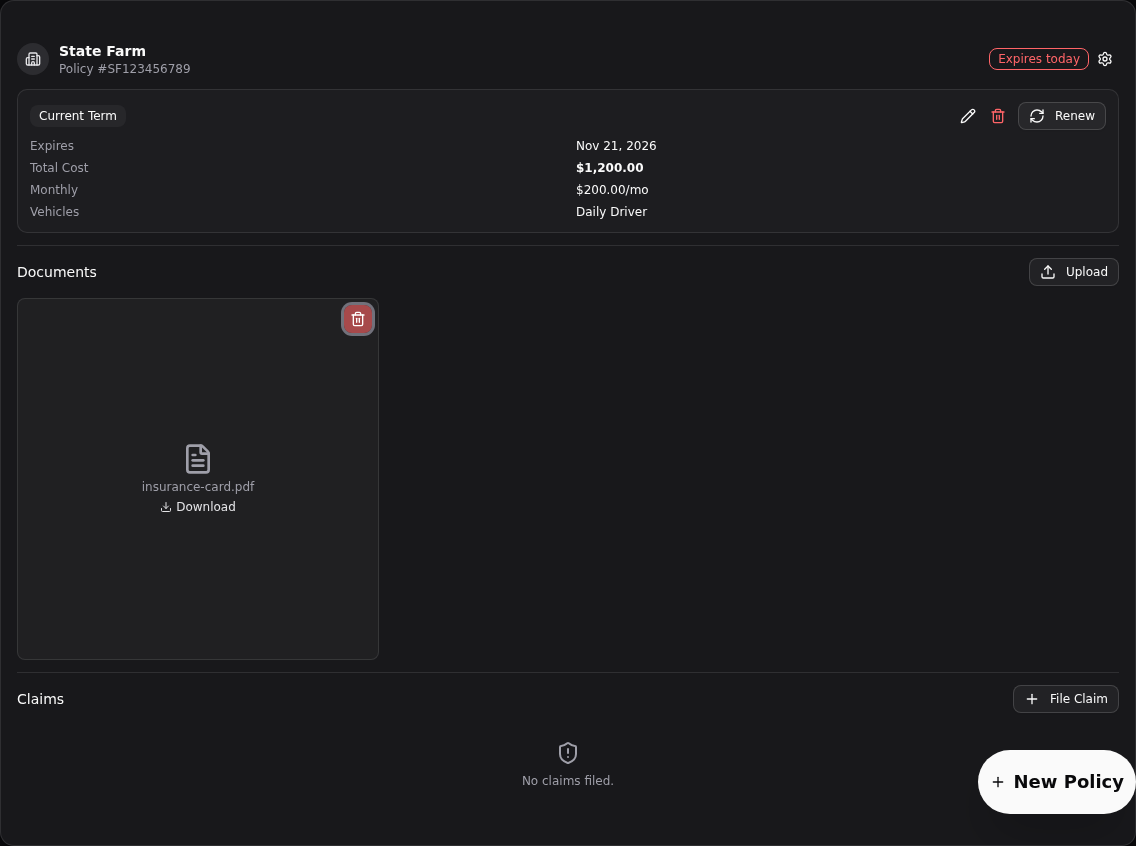 State Farm
Policy #SF123456789
Expires today
Current Term
Renew
Expires Nov 21, 2026
Total Cost $1,200.00
Monthly $200.00/mo
Vehicles Daily Driver
Documents
Upload
insurance-card.pdf
Download
Claims
File Claim
No claims filed.
+ New Policy